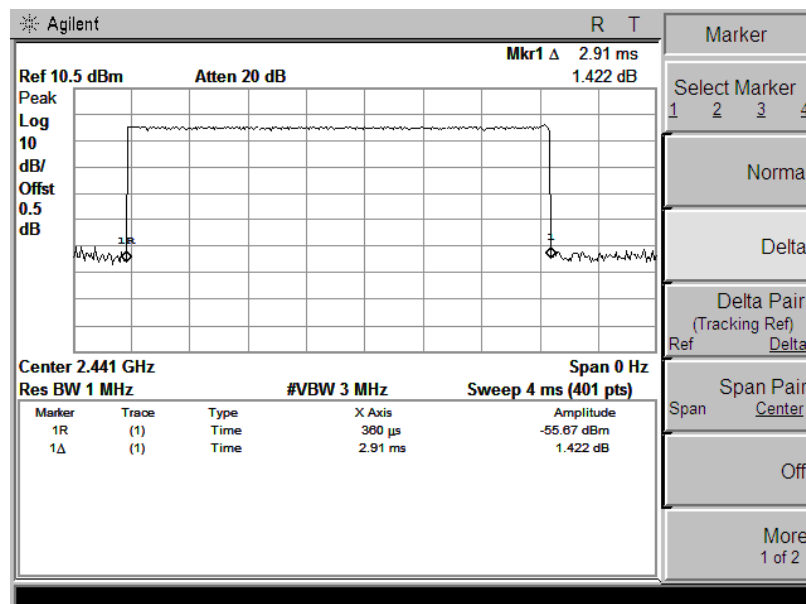 Agilent R T
Mkr1 Δ 2.91 ms
Ref 10.5 dBm Atten 20 dB 1.422 dB
Peak
Log
10
dB/
Offst
0.5
dB
1R
1
Center 2.441 GHz Span 0 Hz
Res BW 1 MHz #VBW 3 MHz Sweep 4 ms (401 pts)
Marker Trace Type X Axis Amplitude
1R (1) Time 360 µs -55.67 dBm
1Δ (1) Time 2.91 ms 1.422 dB
Marker
Select Marker
1 2 3 4
Norma
Delta
Delta Pair
(Tracking Ref)
Ref Delta
Span Pair
Span Center
Off
More
1 of 2